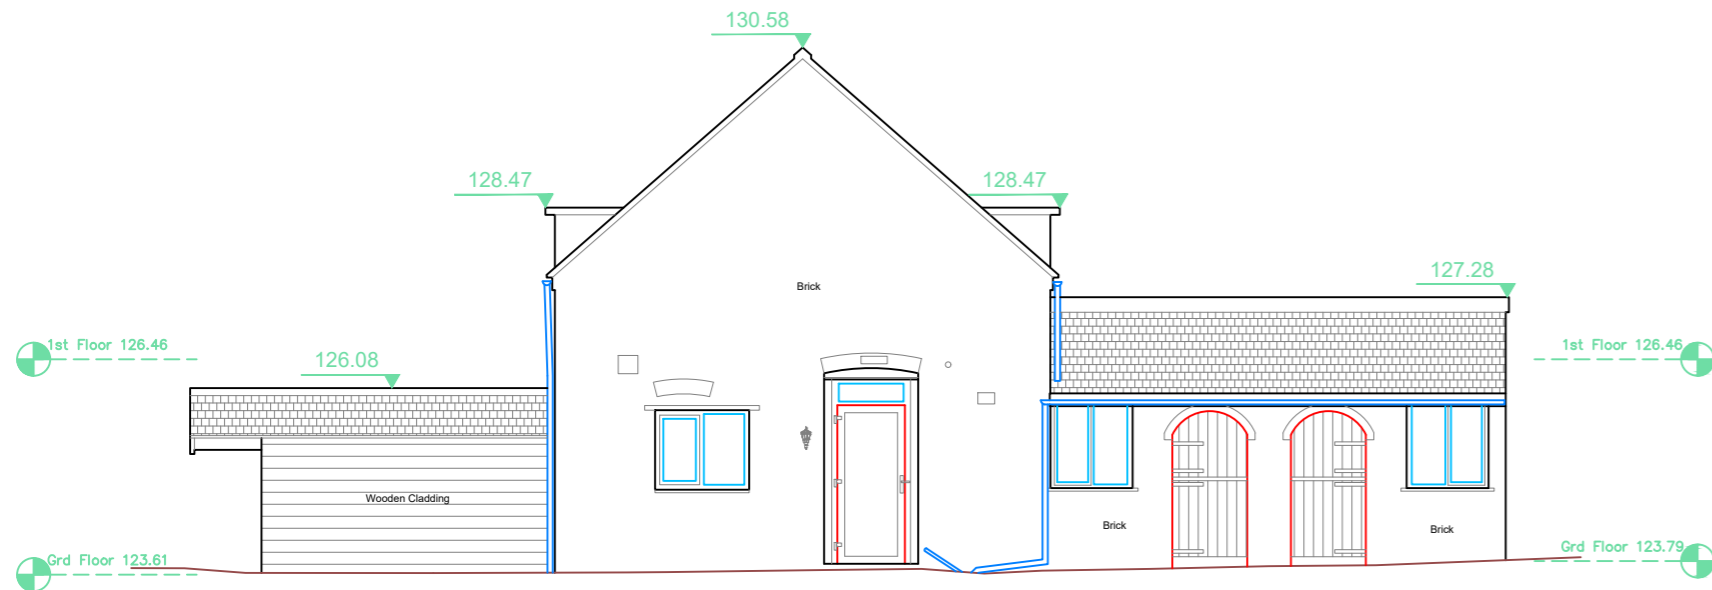 130.58
128.47
128.47
127.28
Brick
1st Floor 126.46
1st Floor 126.46
126.08
Wooden Cladding
Brick
Brick
Grd Floor 123.61
Grd Floor 123.79